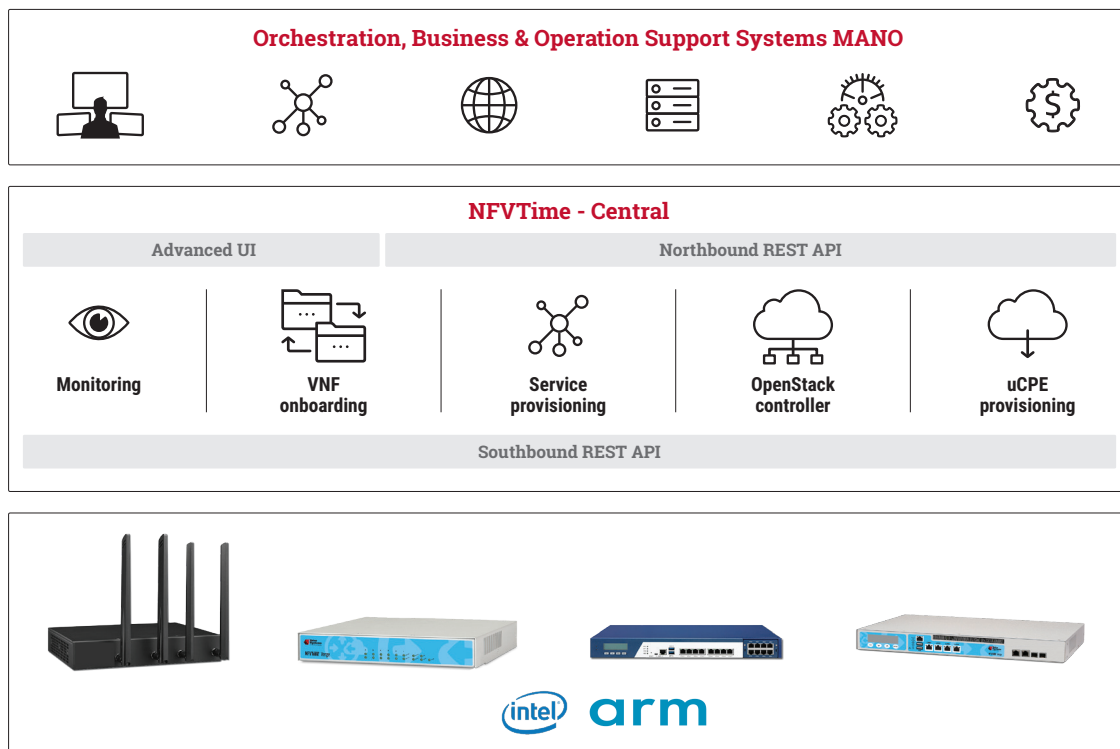 Orchestration, Business & Operation Support Systems MANO
$
NFVTime - Central
Advanced UI
Northbound REST API
Monitoring
VNF
onboarding
Service
provisioning
OpenStack
controller
uCPE
provisioning
Southbound REST API
intel
arm